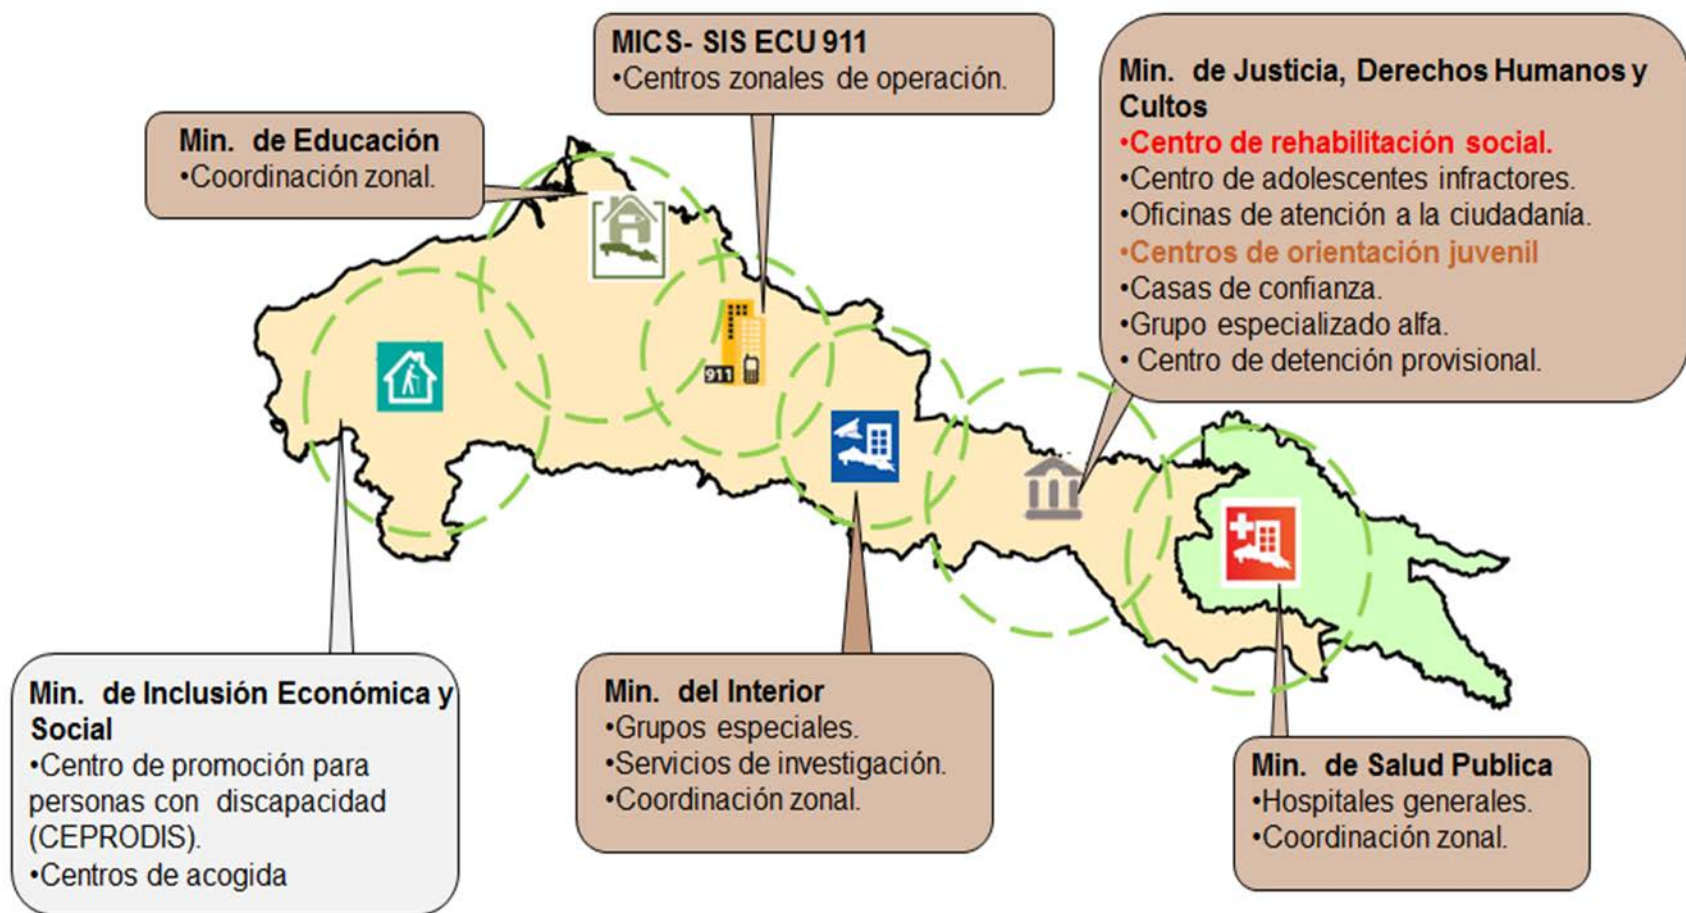 MICS- SIS ECU 911
•Centros zonales de operación.
Min. de Justicia, Derechos Humanos y
Cultos
•Centro de rehabilitación social.
•Centro de adolescentes infractores.
•Oficinas de atención a la ciudadanía.
•Centros de orientación juvenil
•Casas de confianza.
•Grupo especializado alfa.
• Centro de detención provisional.
Min. de Educación
•Coordinación zonal.
911
Min. de Inclusión Económica y
Social
•Centro de promoción para
personas con discapacidad
(CEPRODIS).
•Centros de acogida
Min. del Interior
•Grupos especiales.
•Servicios de investigación.
•Coordinación zonal.
Min. de Salud Publica
•Hospitales generales.
•Coordinación zonal.